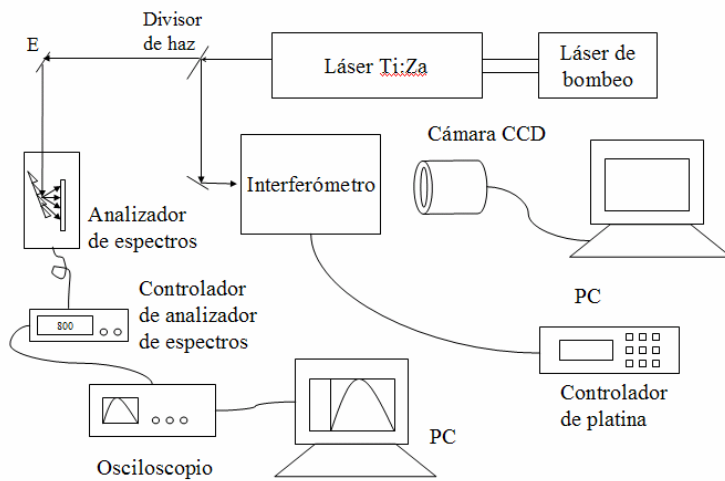 Divisor
de haz
E
Láser Ti:Za
Láser de
bombeo
Cámara CCD
Interferómetro
Analizador
de espectros
Controlador
de analizador
de espectros
800
PC
Controlador
de platina
PC
Osciloscopio